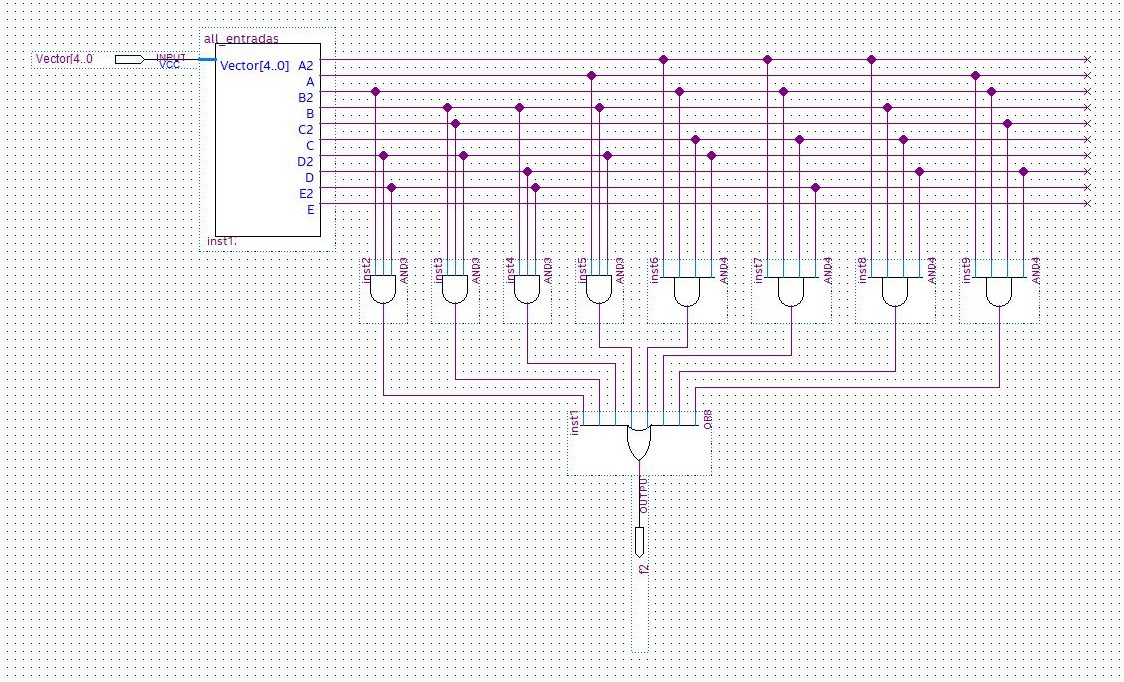 all_entradas
Vector[4..0
INPUT
VCC
Vector[4..0]
A2
A
B2
B
C2
C
D2
D
E2
E
inst1
inst2
AND3
inst3
AND3
inst4
AND3
inst5
AND3
inst6
AND4
inst7
AND4
inst8
AND4
inst9
AND4
inst1
OR8
OUTPU
f2